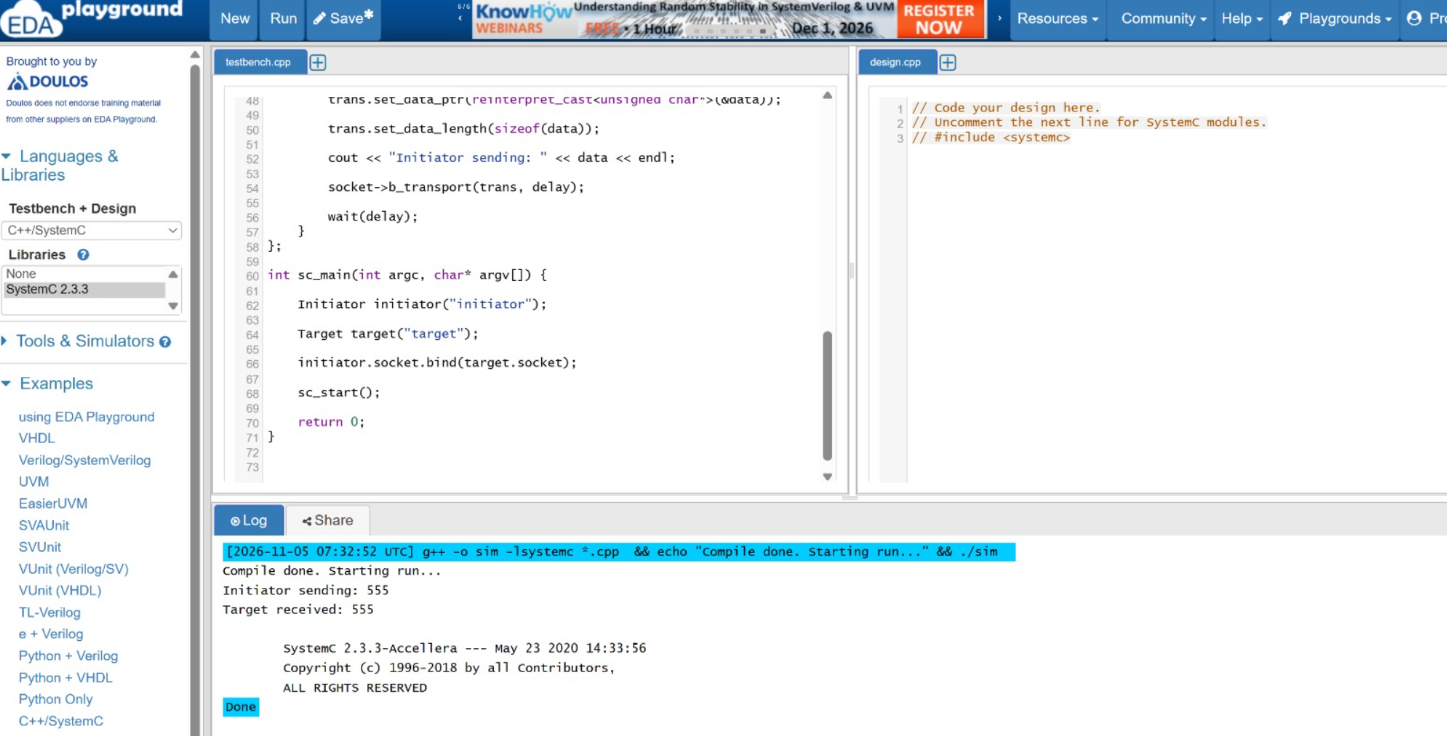 EDA playground
New
Run
Save*
5/6
KnowHow WEBINARS
Understanding Random Stability in SystemVerilog & UVM
FREE • 1 Hour
Dec 1, 2026
REGISTER NOW
Resources
Community
Help
Playgrounds
Brought to you by
DOULOS
Doulos does not endorse training material
from other suppliers on EDA Playground.
Languages &
Libraries
Testbench + Design
C++/SystemC
Libraries
None
SystemC 2.3.3
Tools & Simulators
Examples
using EDA Playground
VHDL
Verilog/SystemVerilog
UVM
EasierUVM
SVAUnit
SVUnit
VUnit (Verilog/SV)
VUnit (VHDL)
TL-Verilog
e + Verilog
Python + Verilog
Python + VHDL
Python Only
C++/SystemC
testbench.cpp
48 trans.set_data_ptr(reinterpret_cast<unsigned char*>(&data));
49
50 trans.set_data_length(sizeof(data));
51
52 cout << "Initiator sending: " << data << endl;
53
54 socket->b_transport(trans, delay);
55
56 wait(delay);
57 }
58 };
59
60 int sc_main(int argc, char* argv[]) {
61
62 Initiator initiator("initiator");
63
64 Target target("target");
65
66 initiator.socket.bind(target.socket);
67
68 sc_start();
69
70 return 0;
71 }
72
73
design.cpp
1 // Code your design here.
2 // Uncomment the next line for SystemC modules.
3 // #include <systemc>
Log
Share
[2026-11-05 07:32:52 UTC] g++ -o sim -lsystemc *.cpp && echo "Compile done. Starting run..." && ./sim
Compile done. Starting run...
Initiator sending: 555
Target received: 555
SystemC 2.3.3-Accellera --- May 23 2020 14:33:56
Copyright (c) 1996-2018 by all Contributors,
ALL RIGHTS RESERVED
Done